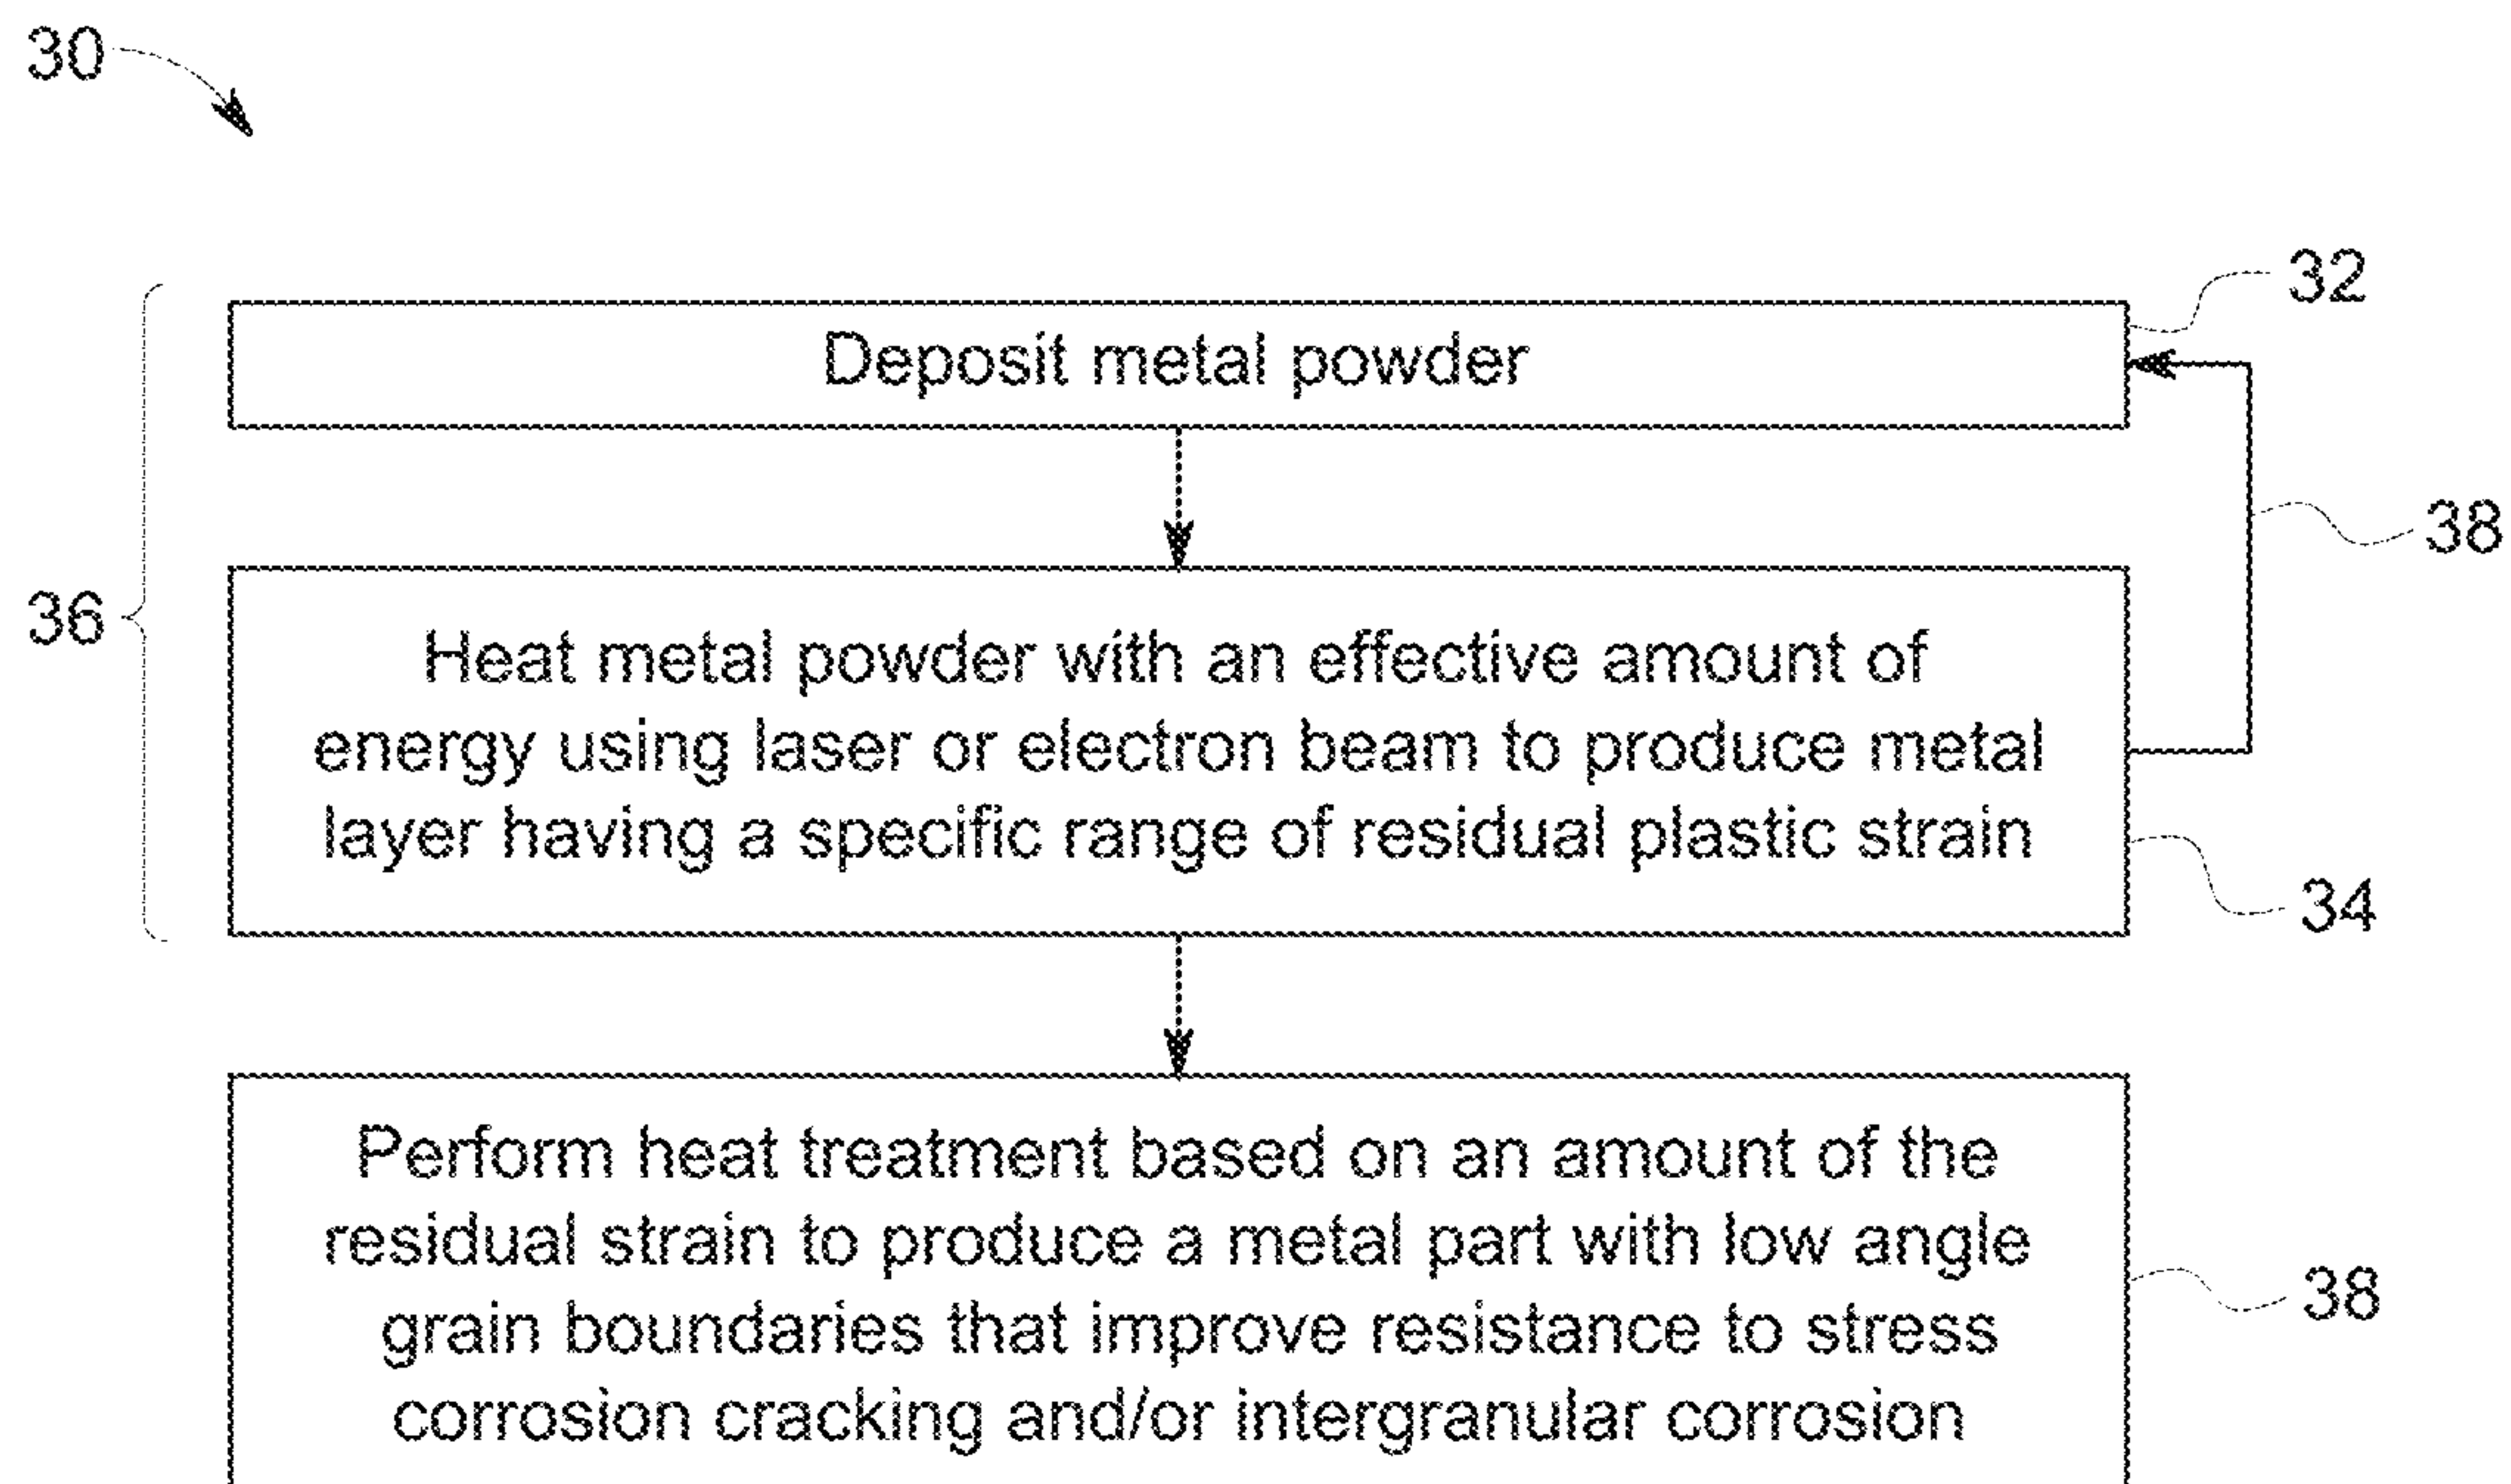 30
32
Deposit metal powder
38
36
Heat metal powder with an effective amount of
energy using laser or electron beam to produce metal
layer having a specific range of residual plastic strain
34
Perform heat treatment based on an amount of the
residual strain to produce a metal part with low angle
grain boundaries that improve resistance to stress
corrosion cracking and/or intergranular corrosion
38